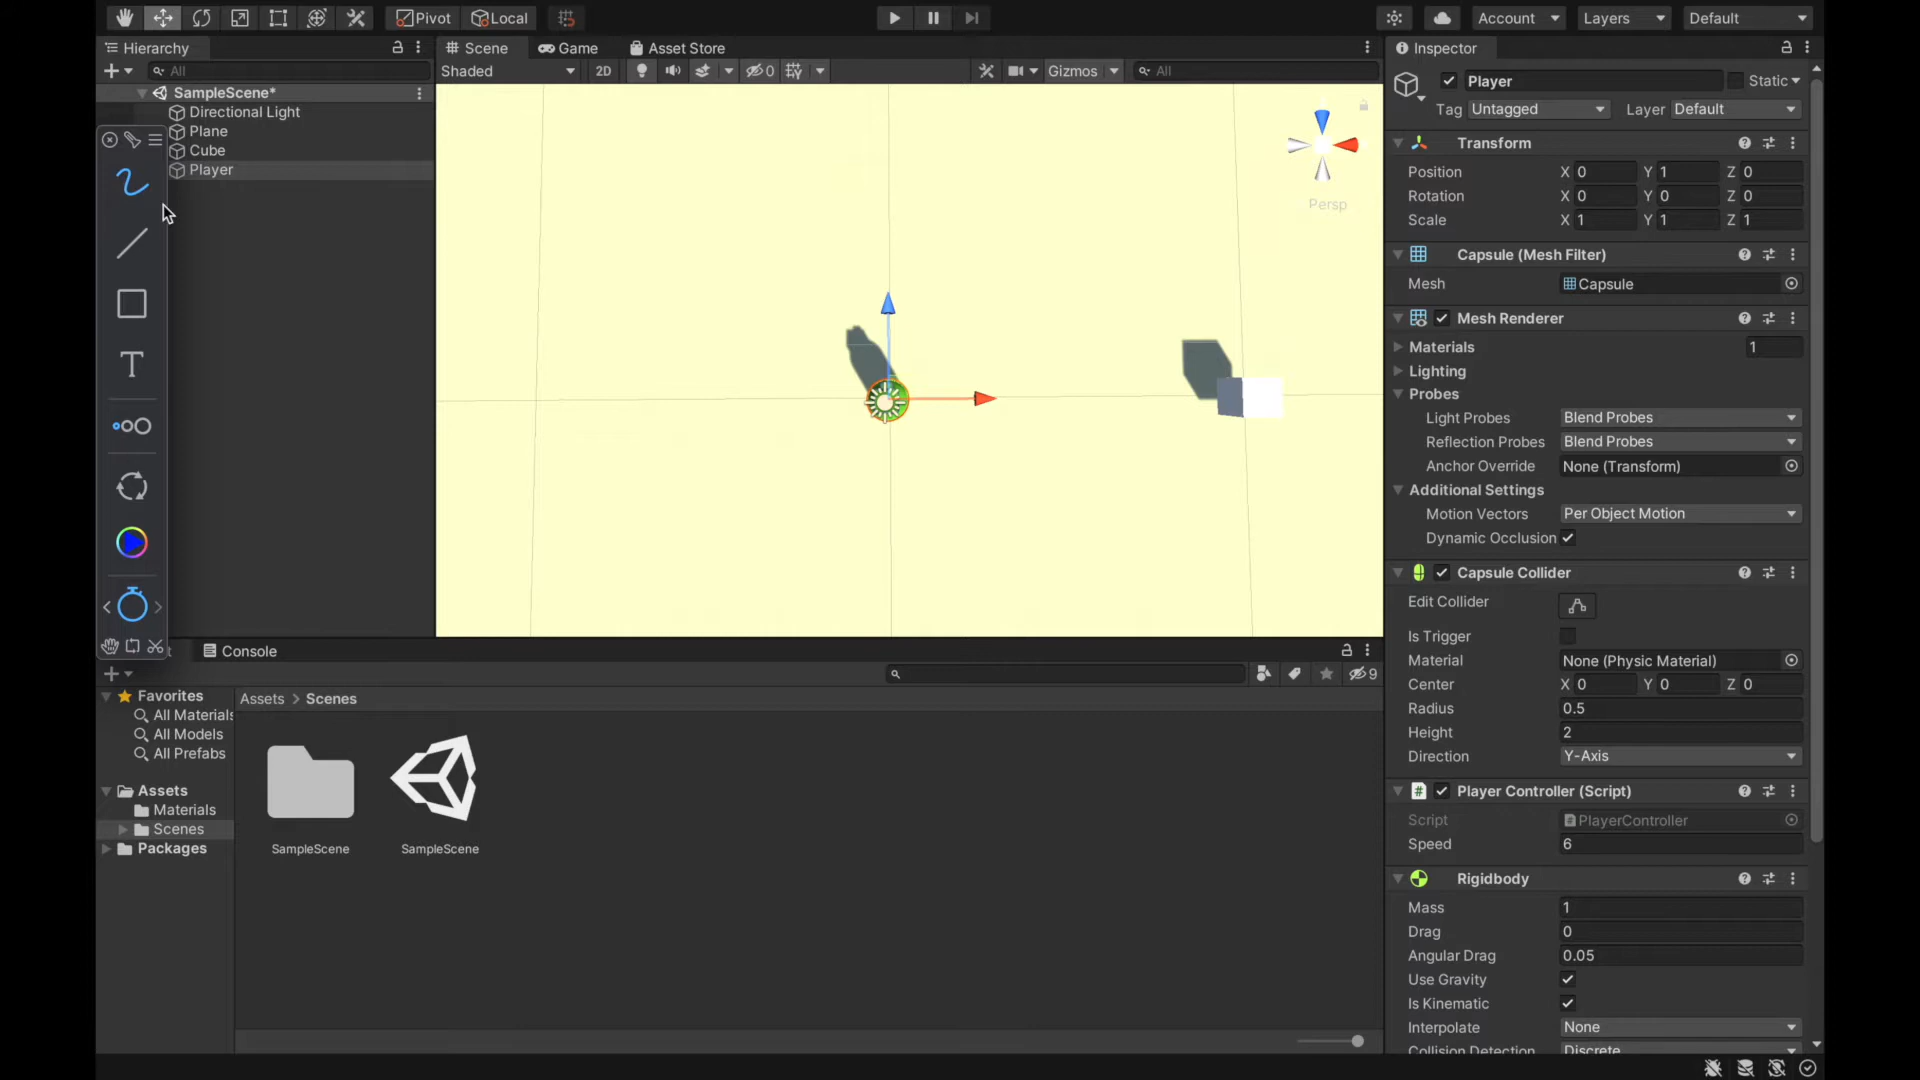 Pivot Local Account Layers Default
Hierarchy Scene Game Asset Store Inspector
All Shaded 2D 0 Gizmos All
Player Static
SampleScene*
Directional Light
Tag Untagged Layer Default
Plane
Cube
Player
Transform
Position X 0 Y 1 Z 0
Rotation X 0 Y 0 Z 0
Scale X 1 Y 1 Z 1
Persp
Capsule (Mesh Filter)
Mesh Capsule
Mesh Renderer
Materials 1
Lighting
Probes
Light Probes Blend Probes
Reflection Probes Blend Probes
Anchor Override None (Transform)
Additional Settings
Motion Vectors Per Object Motion
Dynamic Occlusion
Capsule Collider
Edit Collider
Is Trigger
Material None (Physic Material)
Center X 0 Y 0 Z 0
Radius 0.5
Height 2
Direction Y-Axis
Player Controller (Script)
Script PlayerController
Speed 6
Rigidbody
Mass 1
Drag 0
Angular Drag 0.05
Use Gravity
Is Kinematic
Interpolate None
Collision Detection Discrete
T
Console
9
Favorites
All Materials
All Models
All Prefabs
Assets
Materials
Scenes
Packages
Assets > Scenes
SampleScene SampleScene